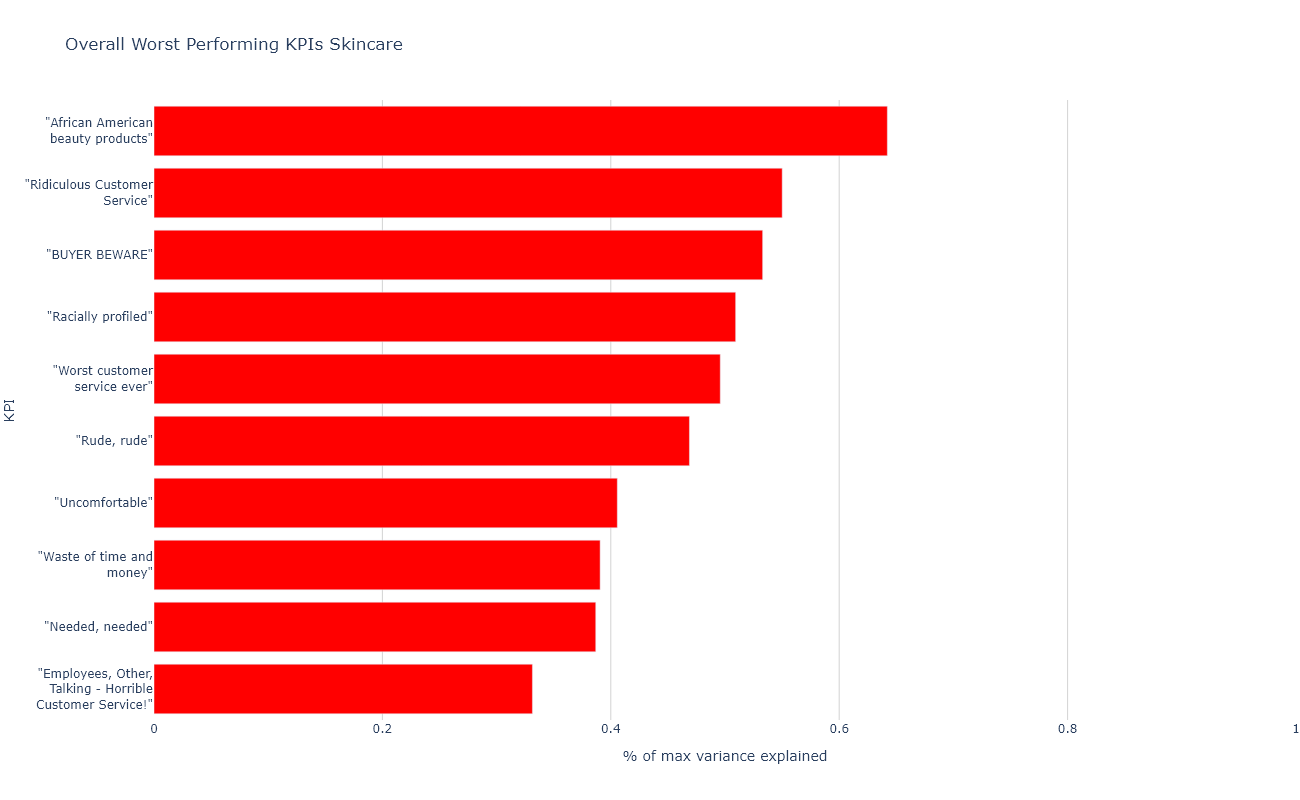 Overall Worst Performing KPIs Skincare
"African American
beauty products"
"Ridiculous Customer
Service"
"BUYER BEWARE"
"Racially profiled"
"Worst customer
service ever"
"Rude, rude"
"Uncomfortable"
"Waste of time and
money"
"Needed, needed"
"Employees, Other,
Talking - Horrible
Customer Service!"
KPI
0 0.2 0.4 0.6 0.8 1
% of max variance explained